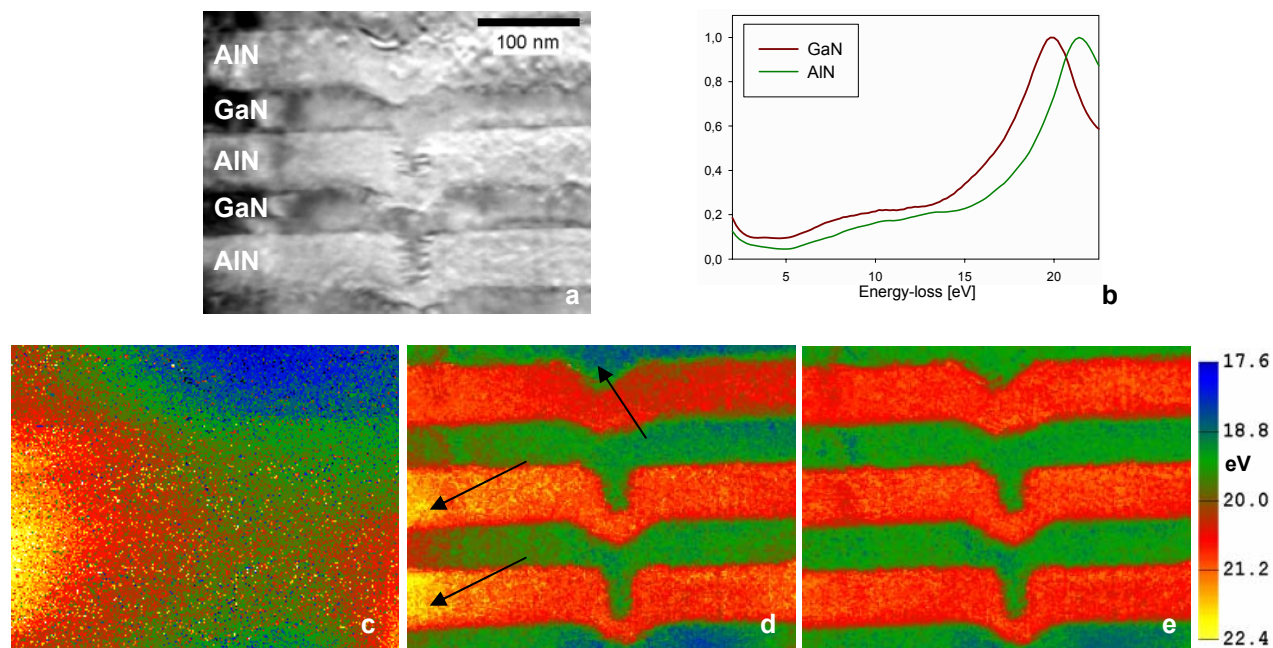 100 nm
AlN
GaN
AlN
GaN
AlN
a
1,0
0,8
0,6
0,4
0,2
0,0
GaN
AlN
5
10
15
20
Energy-loss [eV]
b
c
d
e
17.6
18.8
eV
20.0
21.2
22.4